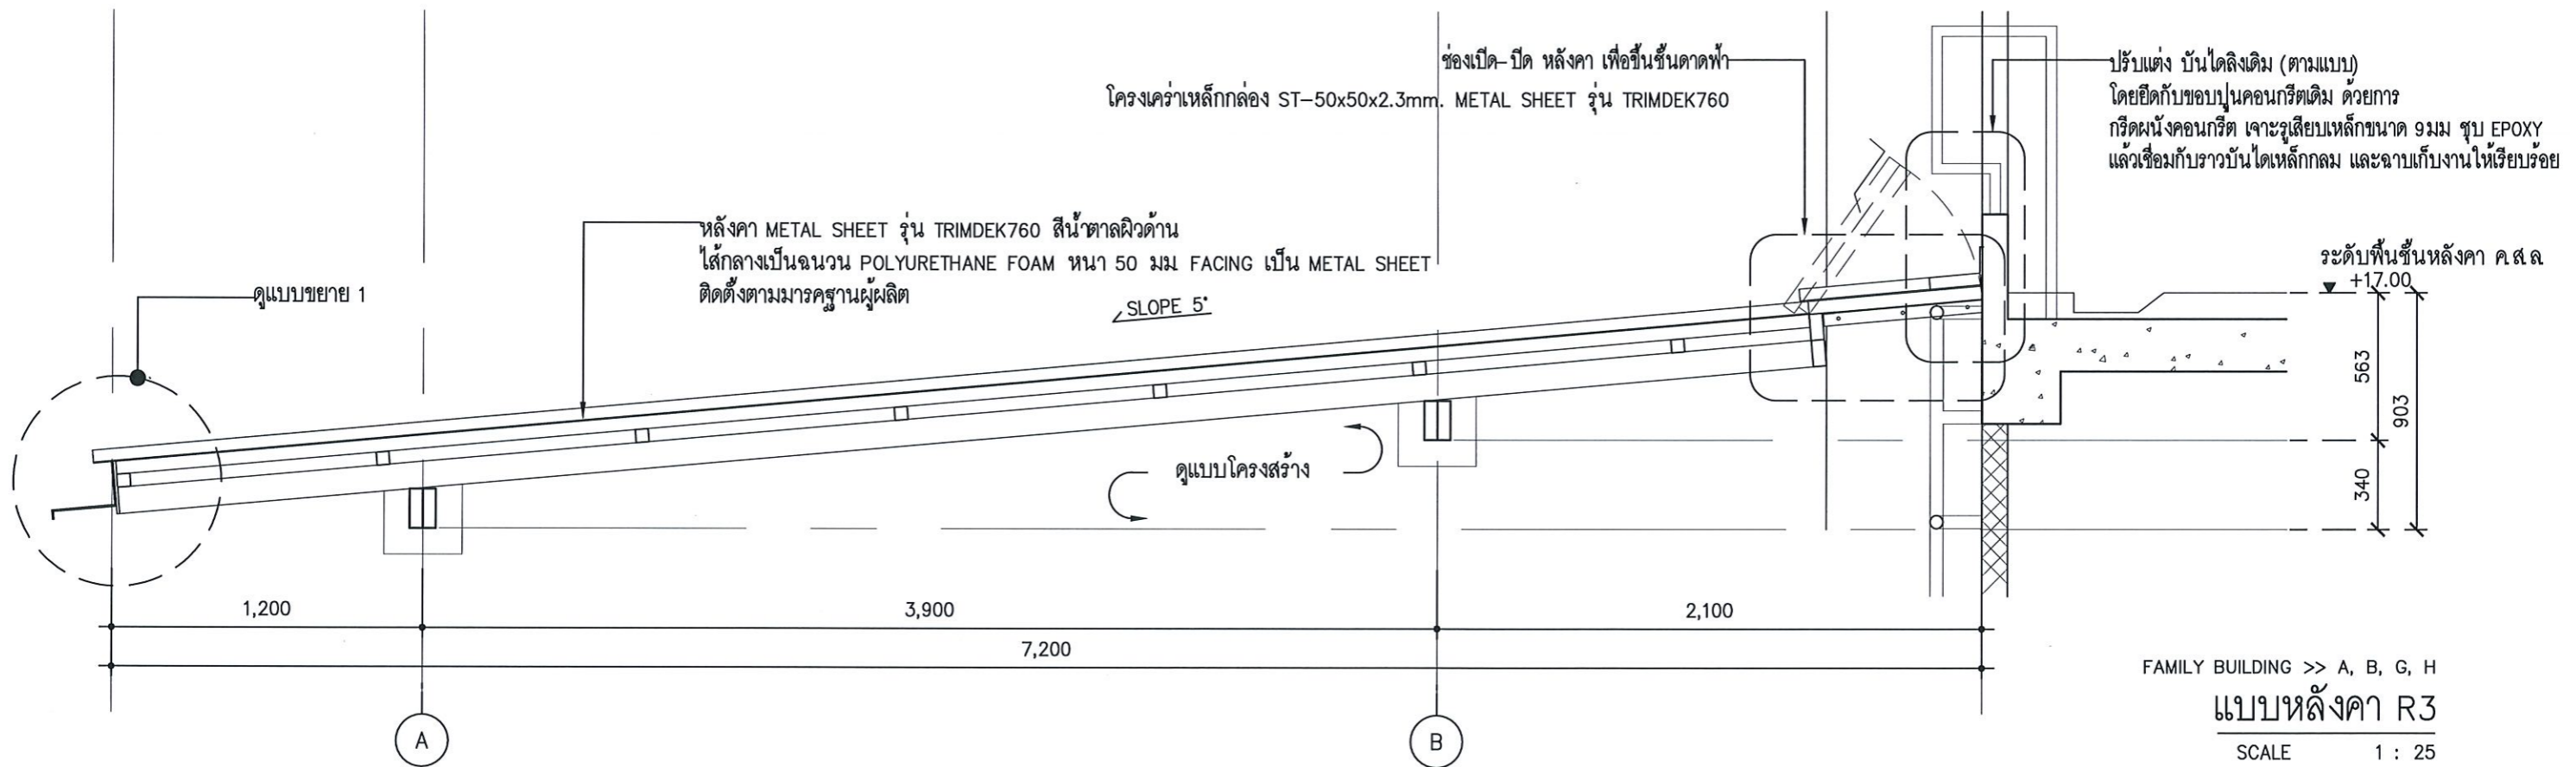 ช่องเปิด-ปิด หลังคา เพื่อขึ้นชั้นดาดฟ้า
โครงเคร่าเหล็กกล่อง ST-50x50x2.3mm. METAL SHEET รุ่น TRIMDEK760
ปรับแต่ง บันไดลิงเดิม (ตามแบบ)
โดยยึดกับขอบปูนคอนกรีตเดิม ด้วยการ
กรีดผนังคอนกรีต เจาะรูเสียบเหล็กขนาด 9มม ชุบ EPOXY
แล้วเชื่อมกับราวบันไดเหล็กกลม และฉาบเก็บงานให้เรียบร้อย
หลังคา METAL SHEET รุ่น TRIMDEK760 สีน้ำตาลผิวด้าน
ไส้กลางเป็นฉนวน POLYURETHANE FOAM หนา 50 มม FACING เป็น METAL SHEET
ติดตั้งตามมารคฐานผู้ผลิต
ดูแบบขยาย 1
SLOPE 5°
ระดับพื้นชั้นหลังคา ค.ส.ล.
+17.00
563
903
340
ดูแบบโครงสร้าง
1,200
3,900
2,100
7,200
A
B
FAMILY BUILDING >> A, B, G, H
แบบหลังคา R3
SCALE 1 : 25